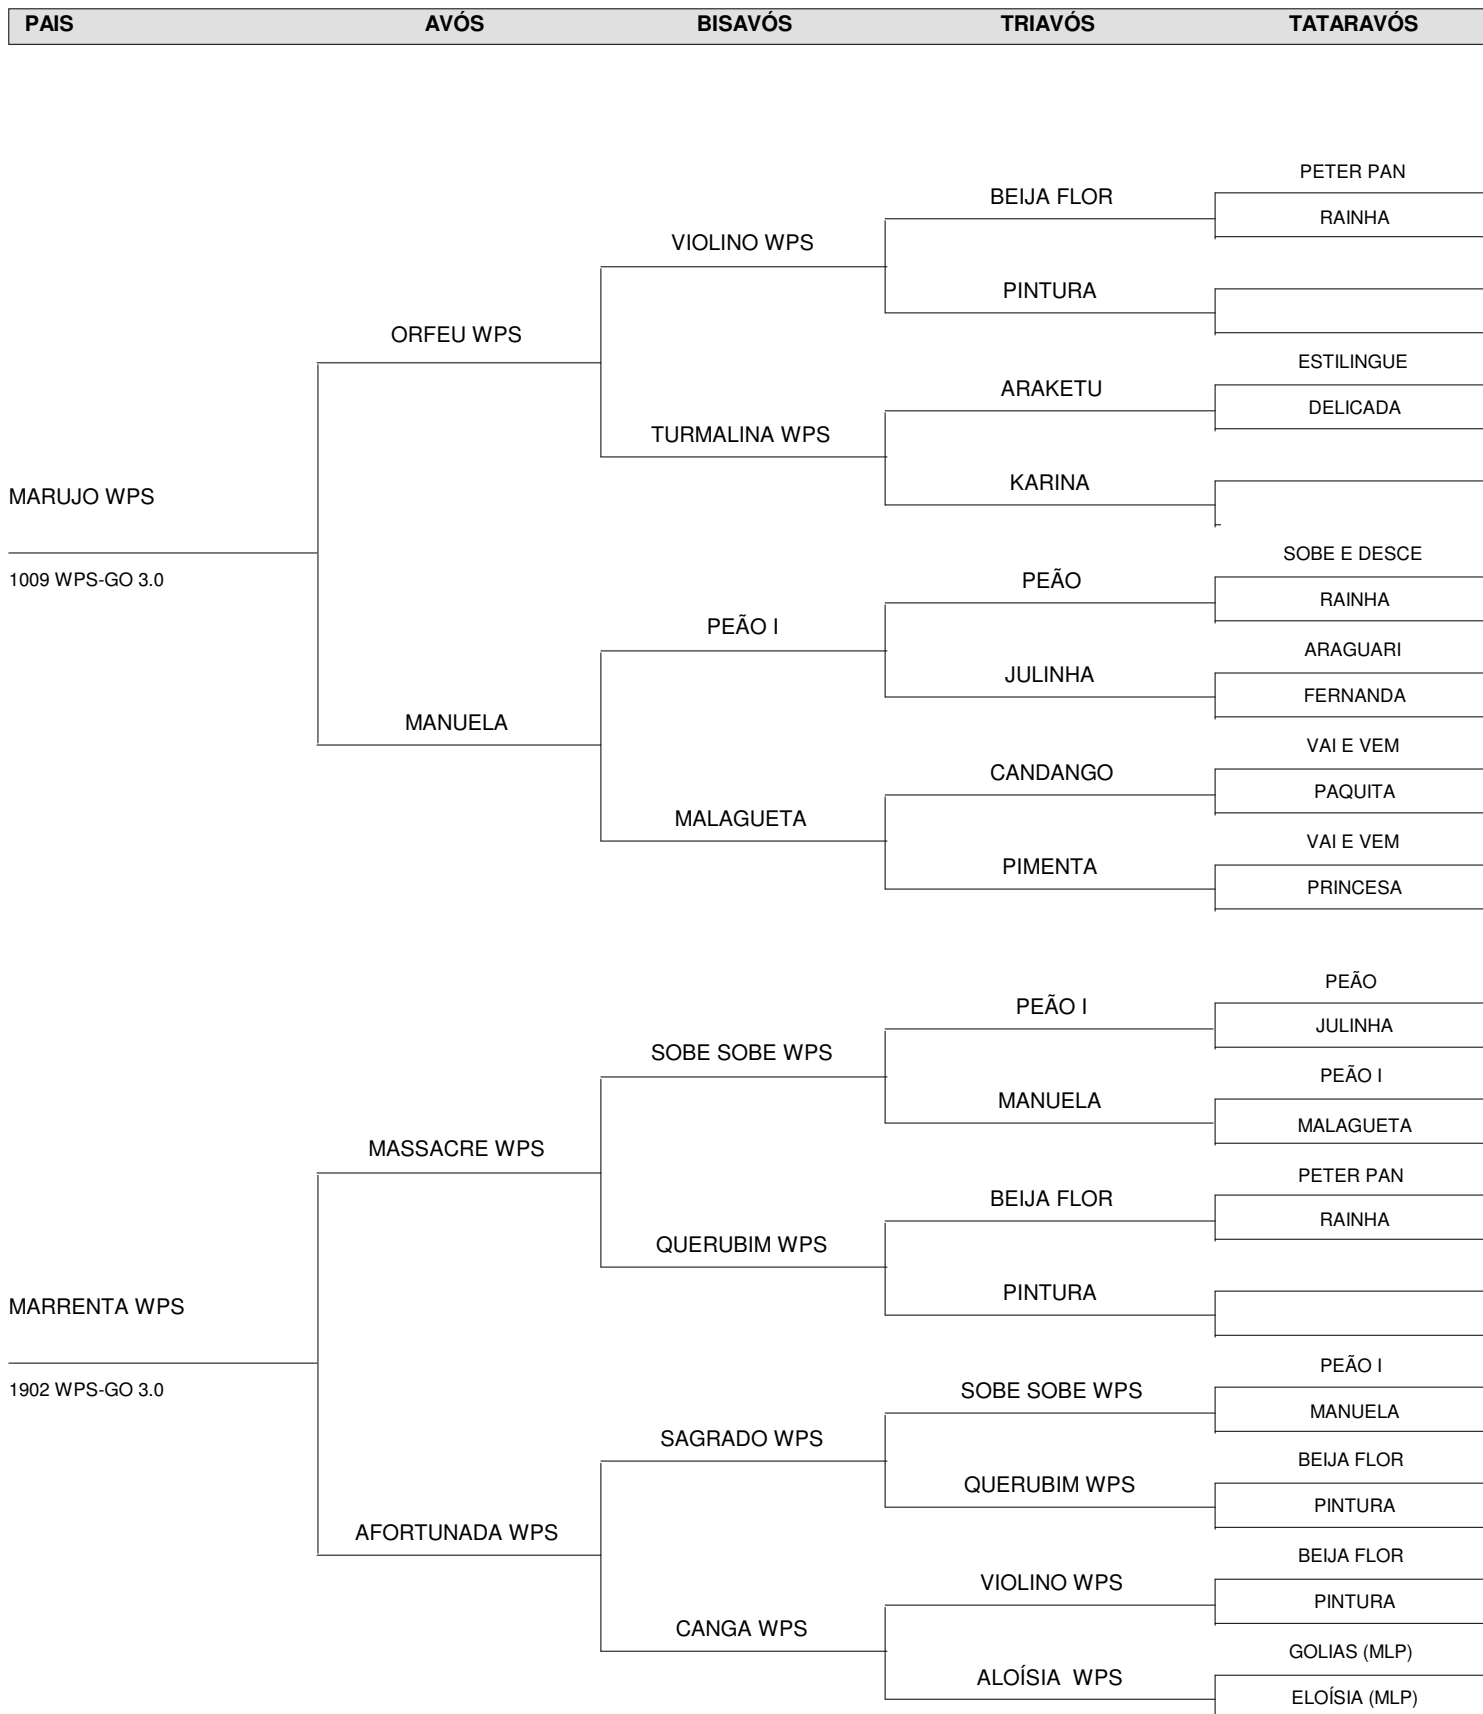 PAIS AVÓS BISAVÓS TRIAVÓS TATARAVÓS
PETER PAN
BEIJA FLOR
RAINHA
VIOLINO WPS
PINTURA
ORFEU WPS
ESTILINGUE
ARAKETU
DELICADA
TURMALINA WPS
KARINA
MARUJO WPS
SOBE E DESCE
1009 WPS-GO 3.0
PEÃO
RAINHA
PEÃO I
ARAGUARI
JULINHA
FERNANDA
MANUELA
VAI E VEM
CANDANGO
PAQUITA
MALAGUETA
VAI E VEM
PIMENTA
PRINCESA
PEÃO
PEÃO I
JULINHA
SOBE SOBE WPS
PEÃO I
MANUELA
MALAGUETA
MASSACRE WPS
PETER PAN
BEIJA FLOR
RAINHA
QUERUBIM WPS
PINTURA
MARRENTA WPS
PEÃO I
1902 WPS-GO 3.0
SOBE SOBE WPS
MANUELA
SAGRADO WPS
BEIJA FLOR
QUERUBIM WPS
PINTURA
AFORTUNADA WPS
BEIJA FLOR
VIOLINO WPS
PINTURA
CANGA WPS
GOLIAS (MLP)
ALOÍSIA WPS
ELOÍSIA (MLP)